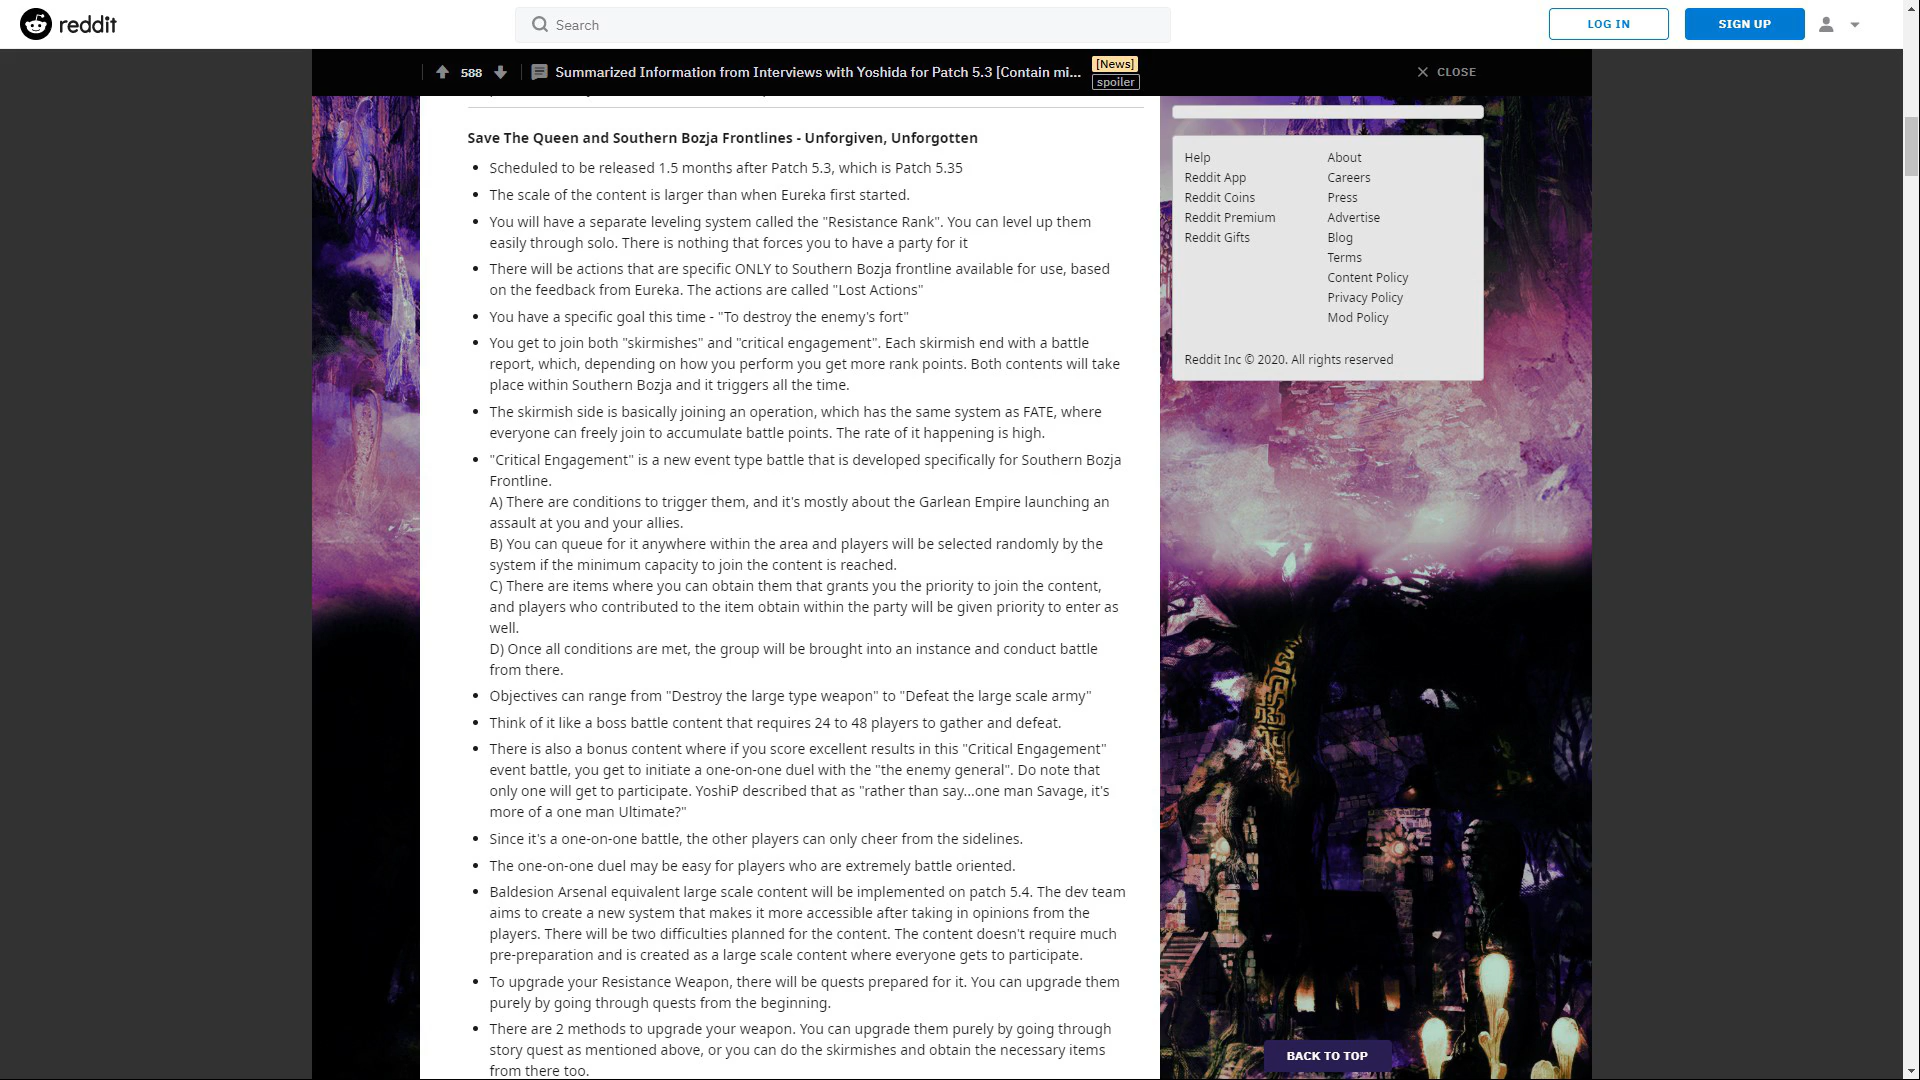 reddit
Search
LOG IN
SIGN UP
588
Summarized Information from Interviews with Yoshida for Patch 5.3 [Contain mi...
[News]
spoiler
CLOSE
Save The Queen and Southern Bozja Frontlines - Unforgiven, Unforgotten
• Scheduled to be released 1.5 months after Patch 5.3, which is Patch 5.35
• The scale of the content is larger than when Eureka first started.
• You will have a separate leveling system called the "Resistance Rank". You can level up them
easily through solo. There is nothing that forces you to have a party for it
• There will be actions that are specific ONLY to Southern Bozja frontline available for use, based
on the feedback from Eureka. The actions are called "Lost Actions"
• You have a specific goal this time - "To destroy the enemy's fort"
• You get to join both "skirmishes" and "critical engagement". Each skirmish end with a battle
report, which, depending on how you perform you get more rank points. Both contents will take
place within Southern Bozja and it triggers all the time.
• The skirmish side is basically joining an operation, which has the same system as FATE, where
everyone can freely join to accumulate battle points. The rate of it happening is high.
• "Critical Engagement" is a new event type battle that is developed specifically for Southern Bozja
Frontline.
A) There are conditions to trigger them, and it's mostly about the Garlean Empire launching an
assault at you and your allies.
B) You can queue for it anywhere within the area and players will be selected randomly by the
system if the minimum capacity to join the content is reached.
C) There are items where you can obtain them that grants you the priority to join the content,
and players who contributed to the item obtain within the party will be given priority to enter as
well.
D) Once all conditions are met, the group will be brought into an instance and conduct battle
from there.
• Objectives can range from "Destroy the large type weapon" to "Defeat the large scale army"
• Think of it like a boss battle content that requires 24 to 48 players to gather and defeat.
• There is also a bonus content where if you score excellent results in this "Critical Engagement"
event battle, you get to initiate a one-on-one duel with the "the enemy general". Do note that
only one will get to participate. YoshiP described that as "rather than say...one man Savage, it's
more of a one man Ultimate?"
• Since it's a one-on-one battle, the other players can only cheer from the sidelines.
• The one-on-one duel may be easy for players who are extremely battle oriented.
• Baldesion Arsenal equivalent large scale content will be implemented on patch 5.4. The dev team
aims to create a new system that makes it more accessible after taking in opinions from the
players. There will be two difficulties planned for the content. The content doesn't require much
pre-preparation and is created as a large scale content where everyone gets to participate.
• To upgrade your Resistance Weapon, there will be quests prepared for it. You can upgrade them
purely by going through quests from the beginning.
• There are 2 methods to upgrade your weapon. You can upgrade them purely by going through
story quest as mentioned above, or you can do the skirmishes and obtain the necessary items
from there too.
Help
Reddit App
Reddit Coins
Reddit Premium
Reddit Gifts
About
Careers
Press
Advertise
Blog
Terms
Content Policy
Privacy Policy
Mod Policy
Reddit Inc © 2020. All rights reserved
BACK TO TOP